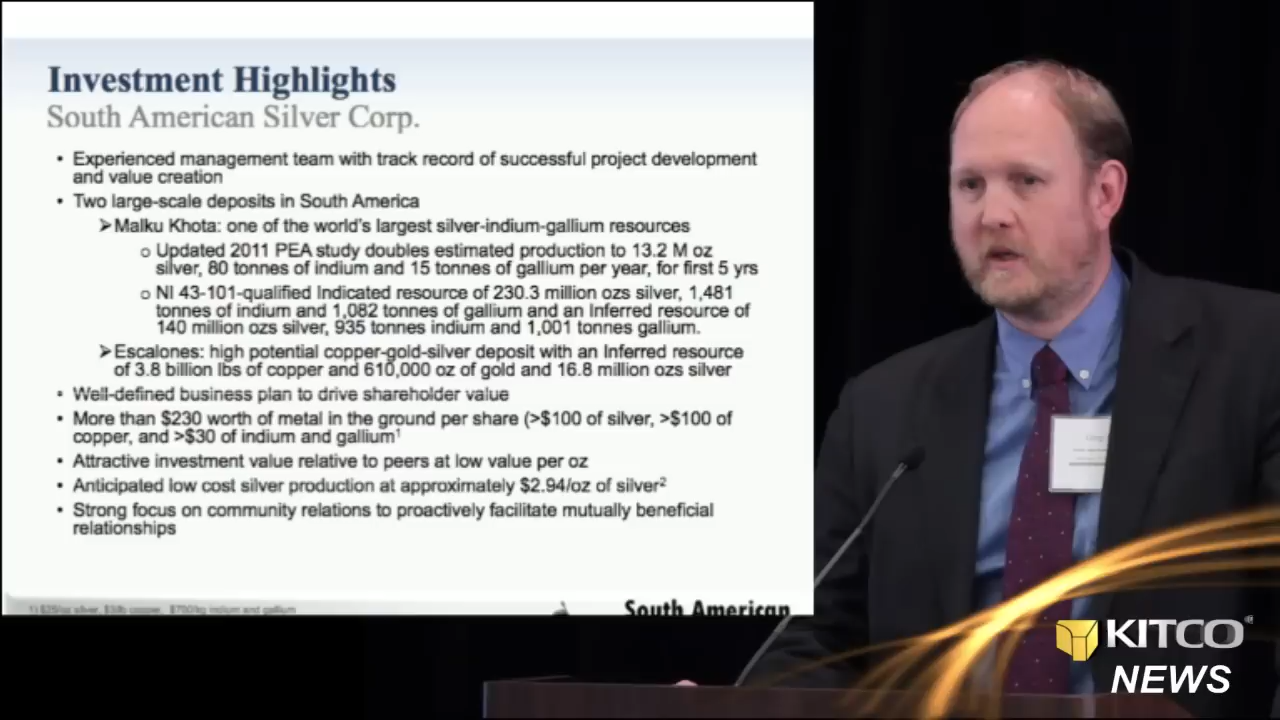 Investment Highlights
South American Silver Corp.
• Experienced management team with track record of successful project development
and value creation
• Two large-scale deposits in South America
➢Malku Khota: one of the world's largest silver-indium-gallium resources
o Updated 2011 PEA study doubles estimated production to 13.2 M oz
silver, 80 tonnes of indium and 15 tonnes of gallium per year, for first 5 yrs
o NI 43-101-qualified Indicated resource of 230.3 million ozs silver, 1,481
tonnes of indium and 1,082 tonnes of gallium and an Inferred resource of
140 million ozs silver, 935 tonnes indium and 1,001 tonnes gallium.
➢Escalones: high potential copper-gold-silver deposit with an Inferred resource
of 3.8 billion lbs of copper and 610,000 oz of gold and 16.8 million ozs silver
• Well-defined business plan to drive shareholder value
• More than $230 worth of metal in the ground per share (>$100 of silver, >$100 of
copper, and >$30 of indium and gallium¹
• Attractive investment value relative to peers at low value per oz
• Anticipated low cost silver production at approximately $2.94/oz of silver²
• Strong focus on community relations to proactively facilitate mutually beneficial
relationships
silver, copper, indium and gallium
South American
KITCO
NEWS